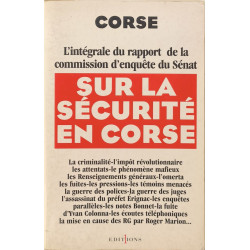 CORSE
L'intégrale du rapport de la
commission d'enquête du Sénat
SUR LA
SÉCURITÉ
EN CORSE
La criminalité-l'impôt révolutionnaire
les attentats-le phénomène mafieux
les Renseignements généraux-l'omerta
les fuites-les pressions-les témoins menacés
la guerre des polices-la guerre des juges
l'assassinat du préfet Erignac-les enquêtes
parallèles-les notes Bonnet-la fuite
d'Yvan Colonna-les écoutes téléphoniques
la mise en cause des RG par Roger Marion...
EDITIONS